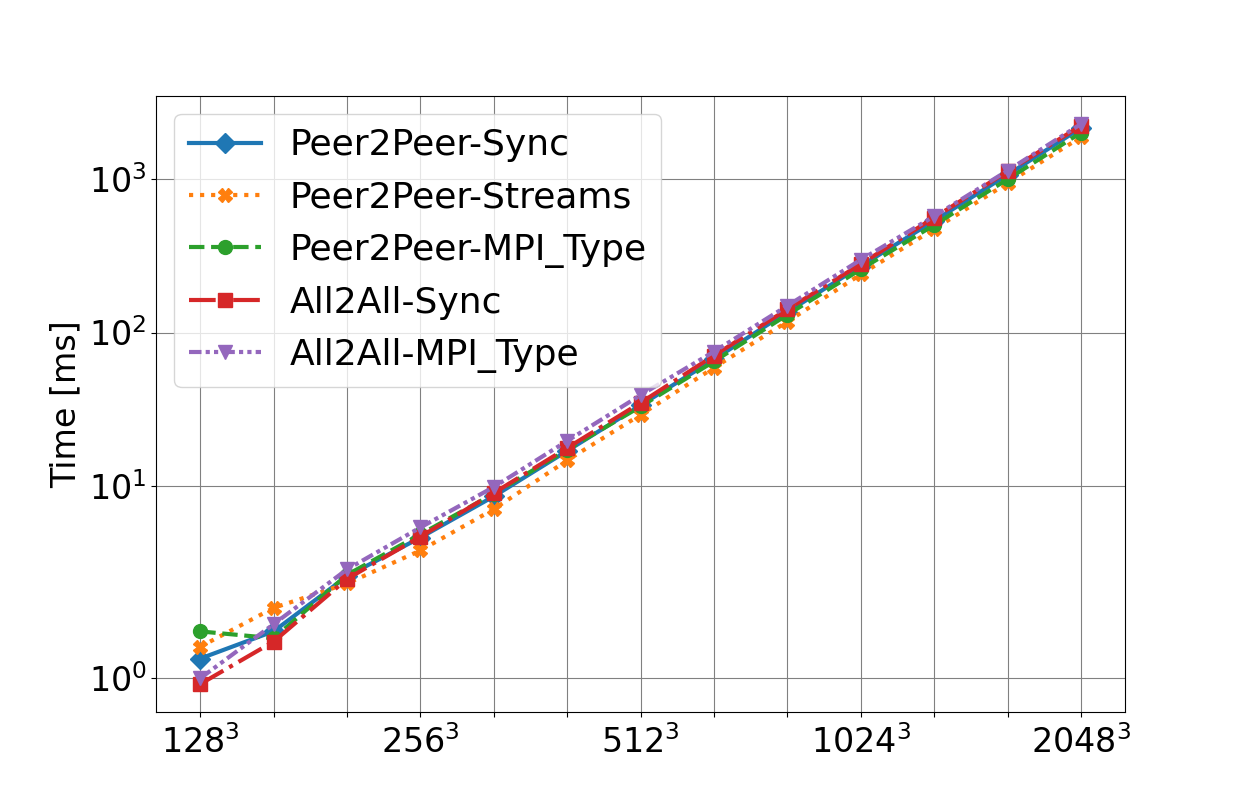 Peer2Peer-Sync
Peer2Peer-Streams
Peer2Peer-MPI_Type
All2All-Sync
All2All-MPI_Type
Time [ms]
10³
10²
10¹
10⁰
128³ 256³ 512³ 1024³ 2048³